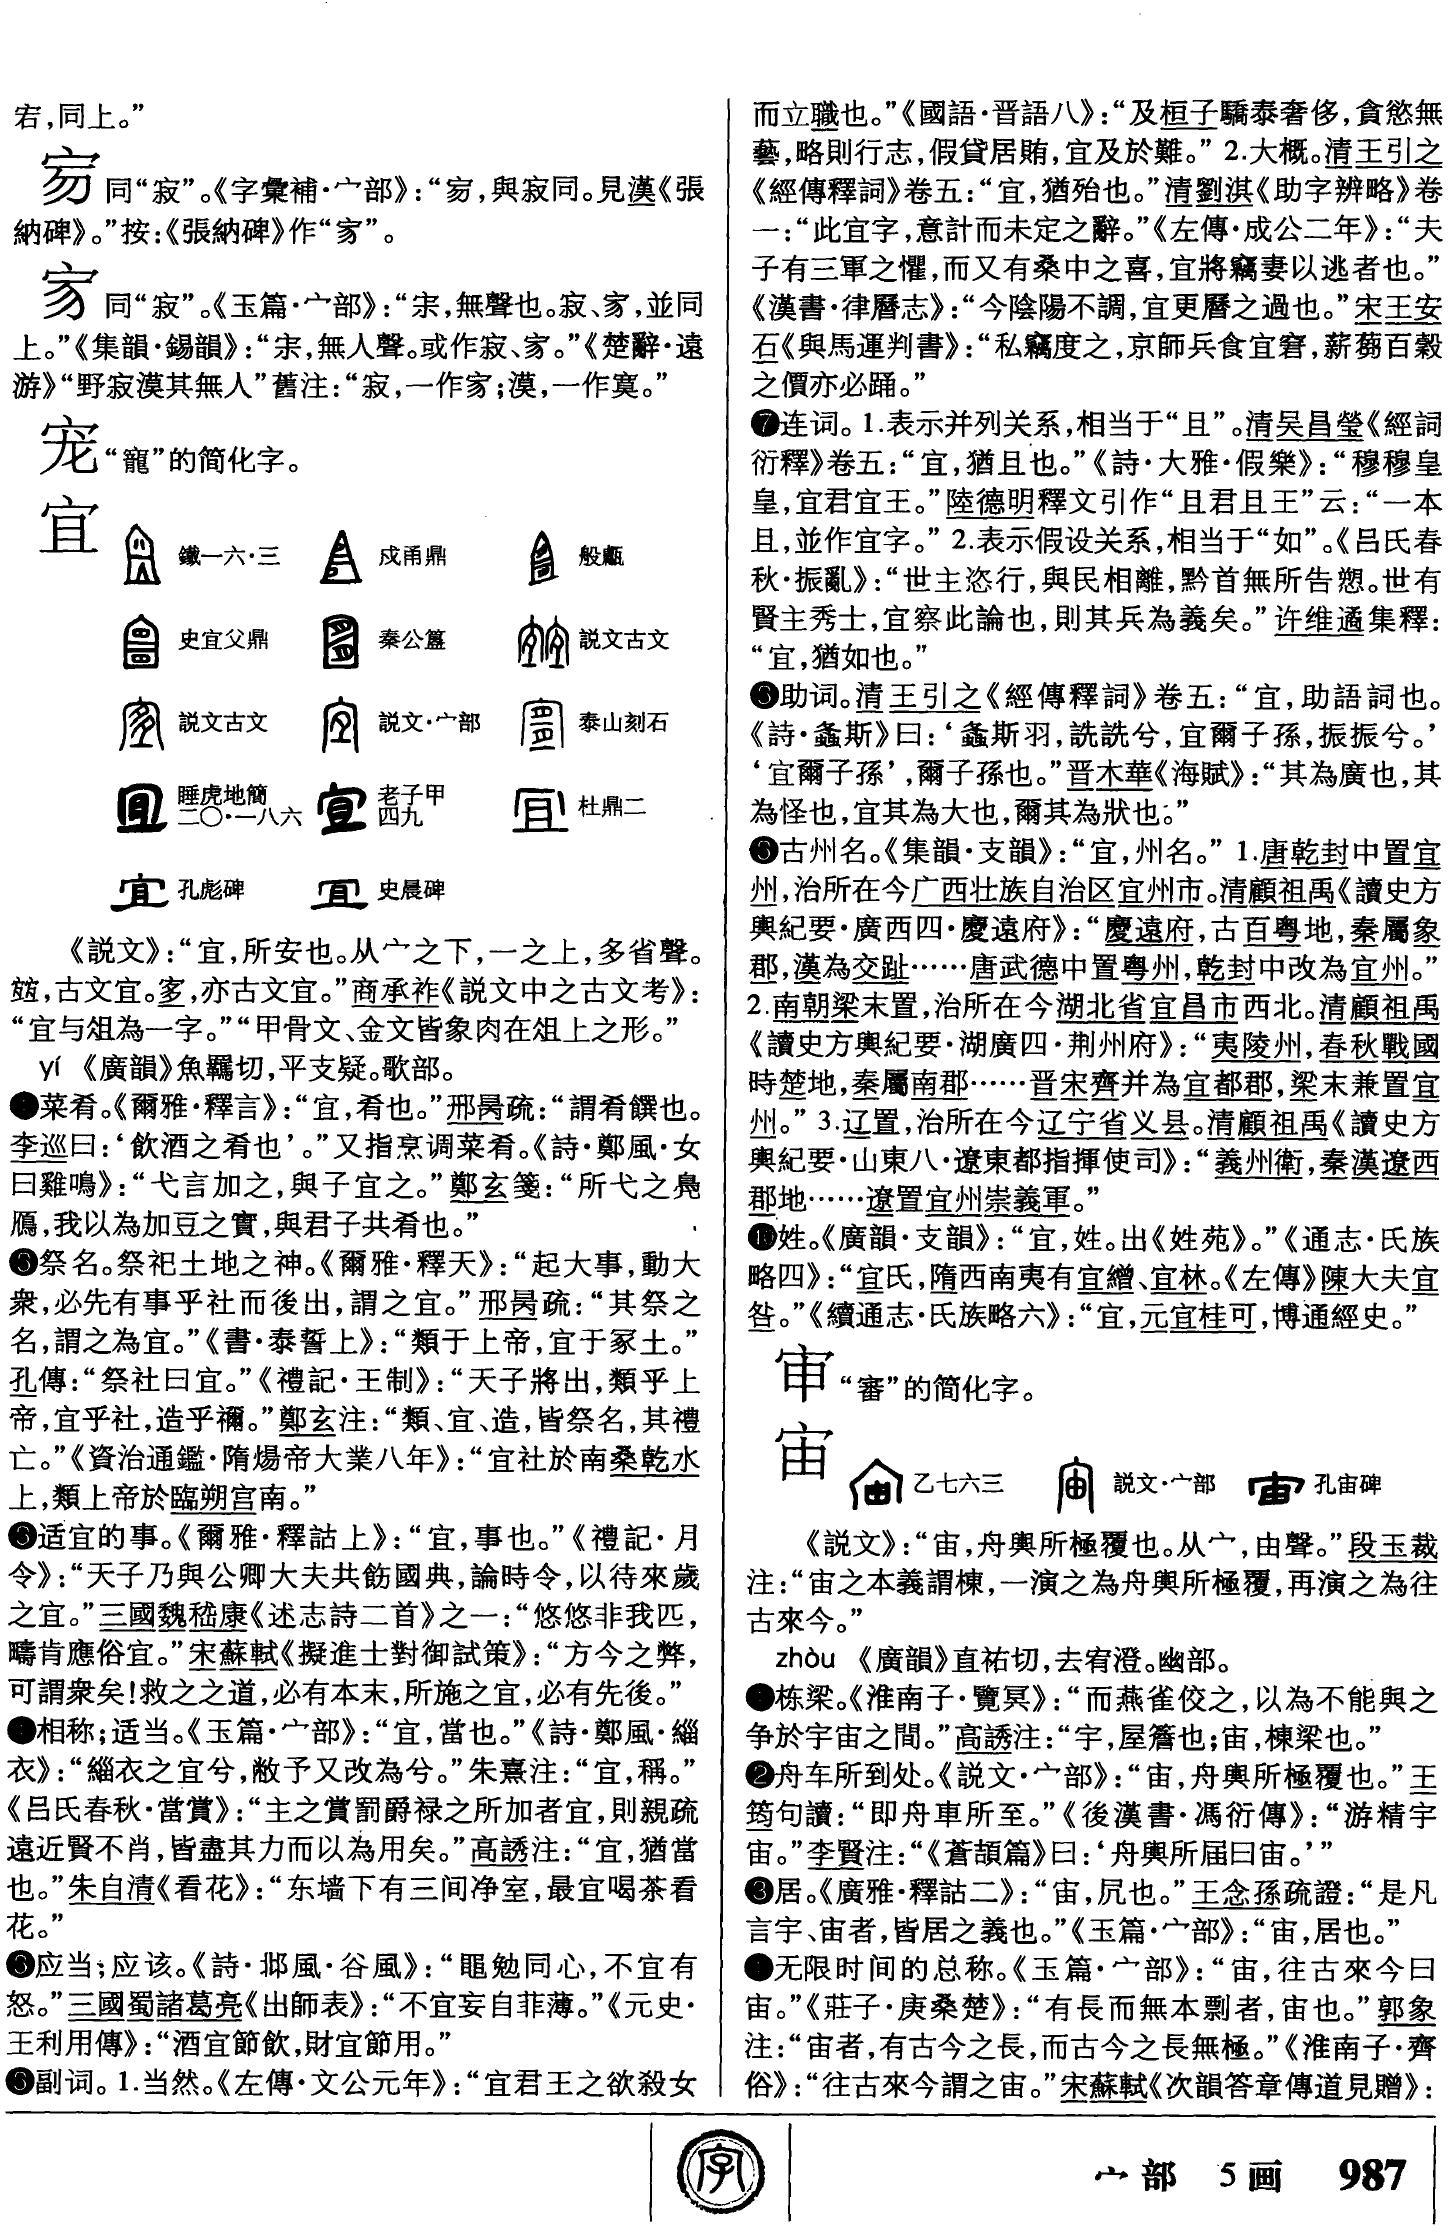 宕，同上。”
同“寂”。《字彙補·宀部》：“㝌，與寂同。見漢《張
納碑》。”按：《張納碑》作“𡧘”。
同“寂”。《玉篇·宀部》：“宋，無聲也。寂、𡧘，並同
上。”《集韻·錫韻》：“宋，無人聲。或作寂、𡧘。”《楚辭·遠
游》“野寂漠其無人”舊注：“寂，一作𡧘；漠，一作寞。”
宠“寵”的简化字。
宜
鐵一六·三 戍甬鼎 般甗
史宜父鼎 秦公簋 説文古文
説文古文 説文·宀部 泰山刻石
睡虎地簡二〇·一八六 老子甲四九 杜鼎二
孔彪碑 史晨碑
《説文》：“宜，所安也。从宀之下，一之上，多省聲。
𡪀，古文宜。𡧧，亦古文宜。”商承祚《説文中之古文考》：
“宜与俎為一字。”“甲骨文、金文皆象肉在俎上之形。”
yí 《廣韻》魚羈切，平支疑。歌部。
❶菜肴。《爾雅·釋言》：“宜，肴也。”邢昺疏：“謂肴饌也。
李巡曰：‘飲酒之肴也’。”又指烹调菜肴。《詩·鄭風·女
曰雞鳴》：“弋言加之，與子宜之。”鄭玄箋：“所弋之鳧
鴈，我以為加豆之實，與君子共肴也。”
❷祭名。祭祀土地之神。《爾雅·釋天》：“起大事，動大
衆，必先有事乎社而後出，謂之宜。”邢昺疏：“其祭之
名，謂之為宜。”《書·泰誓上》：“類于上帝，宜于冢土。”
孔傳：“祭社曰宜。”《禮記·王制》：“天子將出，類乎上
帝，宜乎社，造乎禰。”鄭玄注：“類、宜、造，皆祭名，其禮
亡。”《資治通鑑·隋煬帝大業八年》：“宜社於南桑乾水
上，類上帝於臨朔宫南。”
❸适宜的事。《爾雅·釋詁上》：“宜，事也。”《禮記·月
令》：“天子乃與公卿大夫共飭國典，論時令，以待來歲
之宜。”三國魏嵇康《述志詩二首》之一：“悠悠非我匹，
疇肯應俗宜。”宋蘇軾《擬進士對御試策》：“方今之弊，
可謂衆矣！救之之道，必有本末，所施之宜，必有先後。”
❹相称；适当。《玉篇·宀部》：“宜，當也。”《詩·鄭風·緇
衣》：“緇衣之宜兮，敝予又改為兮。”朱熹注：“宜，稱。”
《吕氏春秋·當賞》：“主之賞罰爵禄之所加者宜，則親疏
遠近賢不肖，皆盡其力而以為用矣。”高誘注：“宜，猶當
也。”朱自清《看花》：“东墙下有三间净室，最宜喝茶看
花。”
❺应当；应该。《詩·邶風·谷風》：“黽勉同心，不宜有
怒。”三國蜀諸葛亮《出師表》：“不宜妄自菲薄。”《元史·
王利用傳》：“酒宜節飲，財宜節用。”
❻副词。1.当然。《左傳·文公元年》：“宜君王之欲殺女
而立職也。”《國語·晋語八》：“及桓子驕泰奢侈，貪慾無
藝，略則行志，假貸居賄，宜及於難。”2.大概。清王引之
《經傳釋詞》卷五：“宜，猶殆也。”清劉淇《助字辨略》卷
一：“此宜字，意計而未定之辭。”《左傳·成公二年》：“夫
子有三軍之懼，而又有桑中之喜，宜將竊妻以逃者也。”
《漢書·律曆志》：“今陰陽不調，宜更曆之過也。”宋王安
石《與馬運判書》：“私竊度之，京師兵食宜窘，薪蒭百穀
之價亦必踊。”
❼连词。1.表示并列关系，相当于“且”。清吴昌瑩《經詞
衍釋》卷五：“宜，猶且也。”《詩·大雅·假樂》：“穆穆皇
皇，宜君宜王。”陸德明釋文引作“且君且王”云：“一本
且，並作宜字。”2.表示假设关系，相当于“如”。《吕氏春
秋·振亂》：“世主恣行，與民相離，黔首無所告愬。世有
賢主秀士，宜察此論也，則其兵為義矣。”许维遹集釋：
“宜，猶如也。”
❽助词。清王引之《經傳釋詞》卷五：“宜，助語詞也。
《詩·螽斯》曰：‘螽斯羽，詵詵兮，宜爾子孫，振振兮。’
‘宜爾子孫’，爾子孫也。”晋木華《海賦》：“其為廣也，其
為怪也，宜其為大也，爾其為狀也。”
❾古州名。《集韻·支韻》：“宜，州名。”1.唐乾封中置宜
州，治所在今广西壮族自治区宜州市。清顧祖禹《讀史方
輿紀要·廣西四·慶遠府》：“慶遠府，古百粤地，秦屬象
郡，漢為交趾……唐武德中置粤州，乾封中改為宜州。”
2.南朝梁末置，治所在今湖北省宜昌市西北。清顧祖禹
《讀史方輿紀要·湖廣四·荆州府》：“夷陵州，春秋戰國
時楚地，秦屬南郡……晋宋齊并為宜都郡，梁末兼置宜
州。”3.辽置，治所在今辽宁省义县。清顧祖禹《讀史方
輿紀要·山東八·遼東都指揮使司》：“義州衛，秦漢遼西
郡地……遼置宜州崇義軍。”
❿姓。《廣韻·支韻》：“宜，姓。出《姓苑》。”《通志·氏族
略四》：“宜氏，隋西南夷有宜繒、宜林。《左傳》陳大夫宜
咎。”《續通志·氏族略六》：“宜，元宜桂可，博通經史。”
审“審”的简化字。
宙
乙七六三 説文·宀部 孔宙碑
《説文》：“宙，舟輿所極覆也。从宀，由聲。”段玉裁
注：“宙之本義謂棟，一演之為舟輿所極覆，再演之為往
古來今。”
zhòu 《廣韻》直祐切，去宥澄。幽部。
❶栋梁。《淮南子·覽冥》：“而燕雀佼之，以為不能與之
争於宇宙之間。”高誘注：“宇，屋簷也；宙，棟梁也。”
❷舟车所到处。《説文·宀部》：“宙，舟輿所極覆也。”王
筠句讀：“即舟車所至。”《後漢書·馮衍傳》：“游精宇
宙。”李賢注：“《蒼頡篇》曰：‘舟輿所届曰宙。’”
❸居。《廣雅·釋詁二》：“宙，凥也。”王念孫疏證：“是凡
言宇、宙者，皆居之義也。”《玉篇·宀部》：“宙，居也。”
❹无限时间的总称。《玉篇·宀部》：“宙，往古來今曰
宙。”《莊子·庚桑楚》：“有長而無本剽者，宙也。”郭象
注：“宙者，有古今之長，而古今之長無極。”《淮南子·齊
俗》：“往古來今謂之宙。”宋蘇軾《次韻答章傳道見贈》：
字
宀部 5画 987